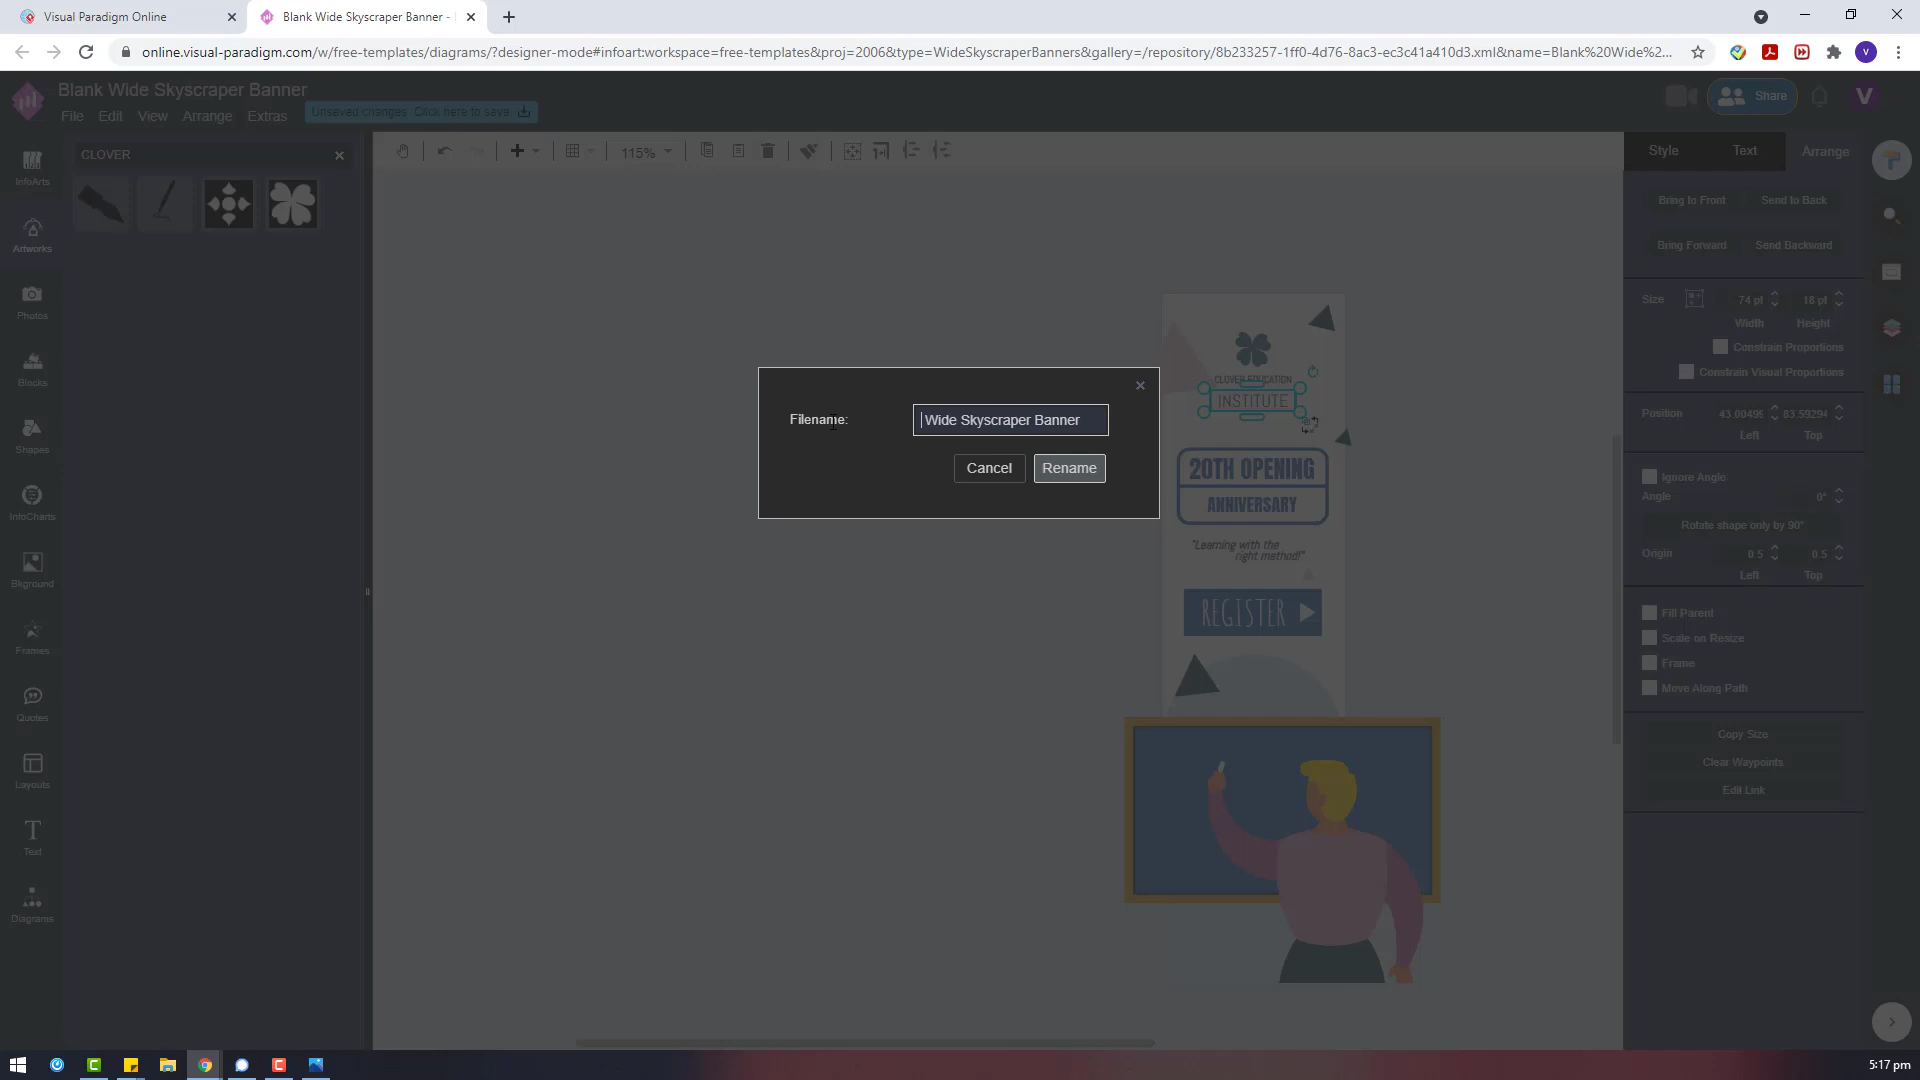 Visual Paradigm Online
Blank Wide Skyscraper Banner -
online.visual-paradigm.com/w/free-templates/diagrams/?designer-mode#infoart:workspace=free-templates&proj=2006&type=WideSkyscraperBanners&gallery=/repository/8b233257-1ff0-4d76-8ac3-ec3c41a410d3.xml&name=Blank%20Wide%2...
V
Blank Wide Skyscraper Banner
File Edit View Arrange Extras
Unsaved changes. Click here to save.
Share
V
CLOVER
115%
Style Text Arrange
InfoArts
Artworks
Photos
Blocks
Shapes
InfoCharts
Bkground
Frames
Quotes
Layouts
Text
Diagrams
Filename:
Wide Skyscraper Banner
Cancel Rename
CLOVER EDUCATION
INSTITUTE
20TH OPENING
ANNIVERSARY
"Learning with the
right method!"
REGISTER
Bring to Front Send to Back
Bring Forward Send Backward
Size 74 pt 18 pt
Width Height
Constrain Proportions
Constrain Visual Proportions
Position 43.00499 83.59294
Left Top
Ignore Angle
Angle 0°
Rotate shape only by 90°
Origin 0.5 0.5
Left Top
Fill Parent
Scale on Resize
Frame
Move Along Path
Copy Size
Clear Waypoints
Edit Link
5:17 pm